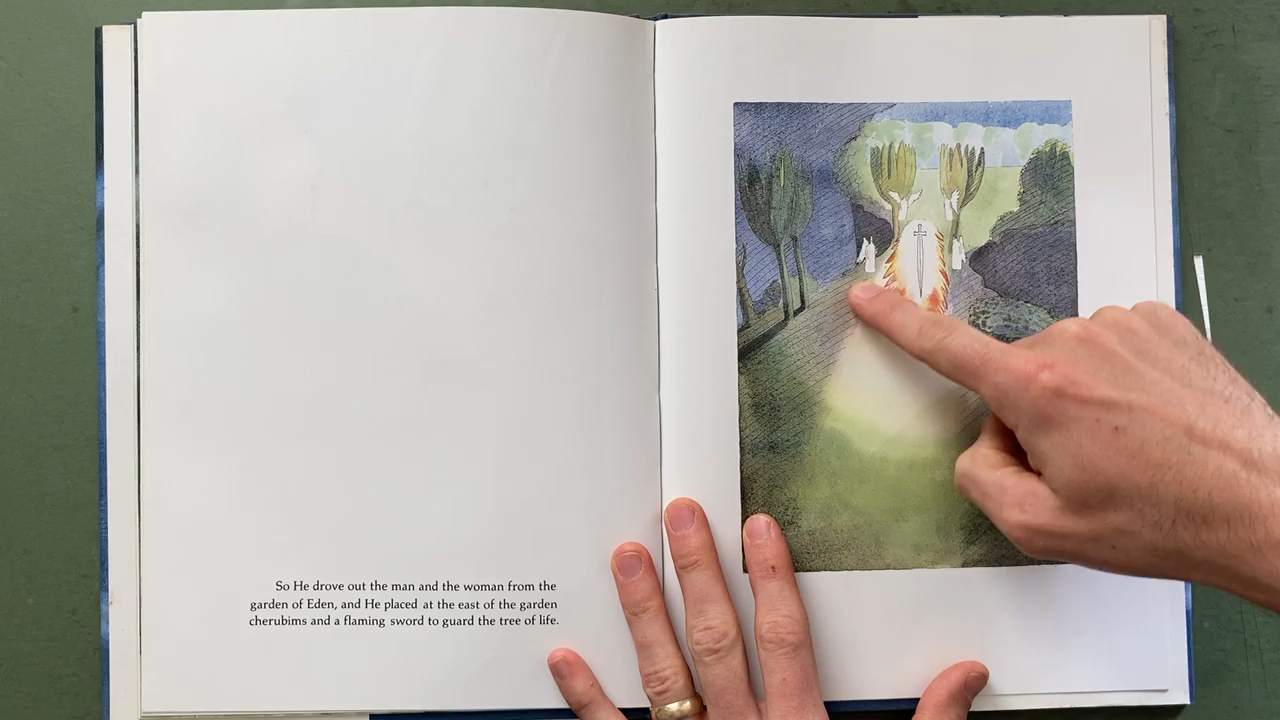 So He drove out the man and the woman from the
garden of Eden, and He placed at the east of the garden
cherubims and a flaming sword to guard the tree of life.